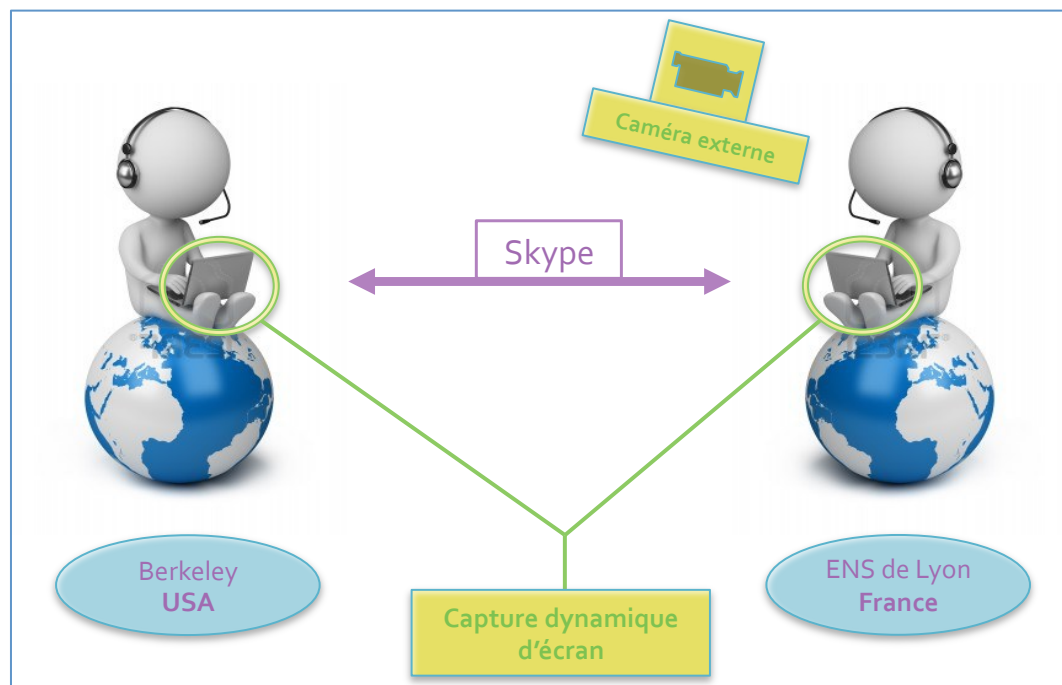 Caméra externe
Skype
Berkeley
USA
ENS de Lyon
France
Capture dynamique
d'écran